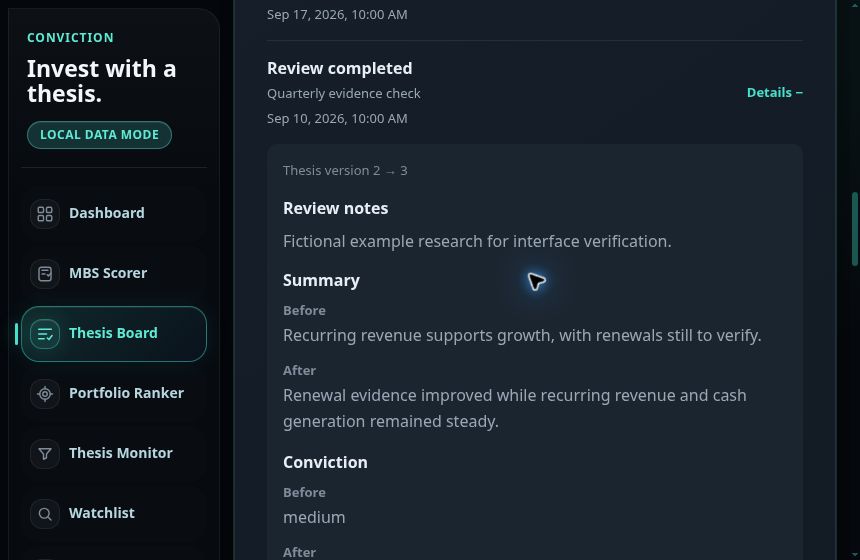 CONVICTION
Invest with a
thesis.
LOCAL DATA MODE
Dashboard
MBS Scorer
Thesis Board
Portfolio Ranker
Thesis Monitor
Watchlist
Sep 17, 2026, 10:00 AM
Review completed
Quarterly evidence check
Details −
Sep 10, 2026, 10:00 AM
Thesis version 2 → 3
Review notes
Fictional example research for interface verification.
Summary
Before
Recurring revenue supports growth, with renewals still to verify.
After
Renewal evidence improved while recurring revenue and cash
generation remained steady.
Conviction
Before
medium
After